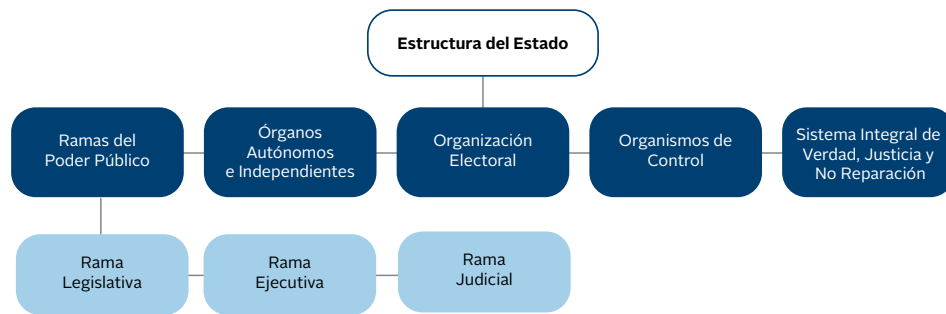 Estructura del Estado
Ramas del
Poder Público
Órganos
Autónomos
e Independientes
Organización
Electoral
Organismos de
Control
Sistema Integral de
Verdad, Justicia y
No Reparación
Rama
Legislativa
Rama
Ejecutiva
Rama
Judicial